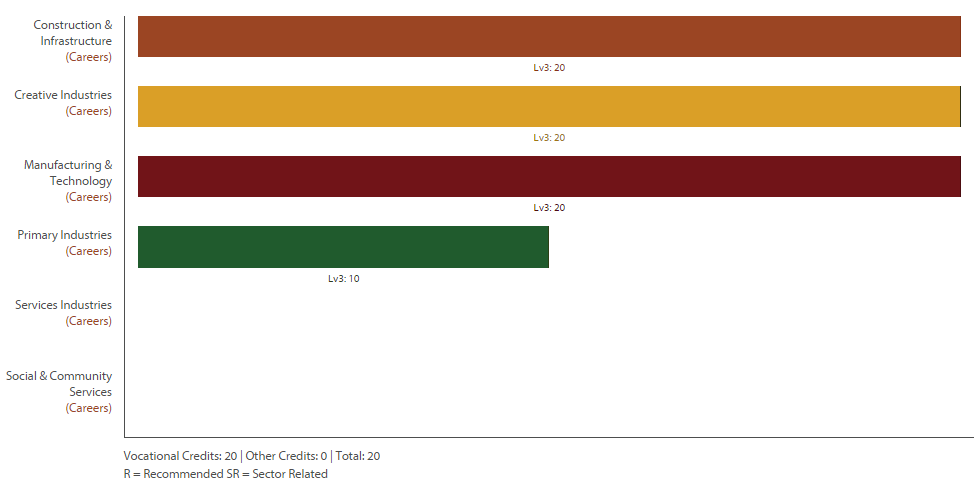 Construction &
Infrastructure
(Careers)
Lv3: 20
Creative Industries
(Careers)
Lv3: 20
Manufacturing &
Technology
(Careers)
Lv3: 20
Primary Industries
(Careers)
Lv3: 10
Services Industries
(Careers)
Social & Community
Services
(Careers)
Vocational Credits: 20 | Other Credits: 0 | Total: 20
R = Recommended SR = Sector Related